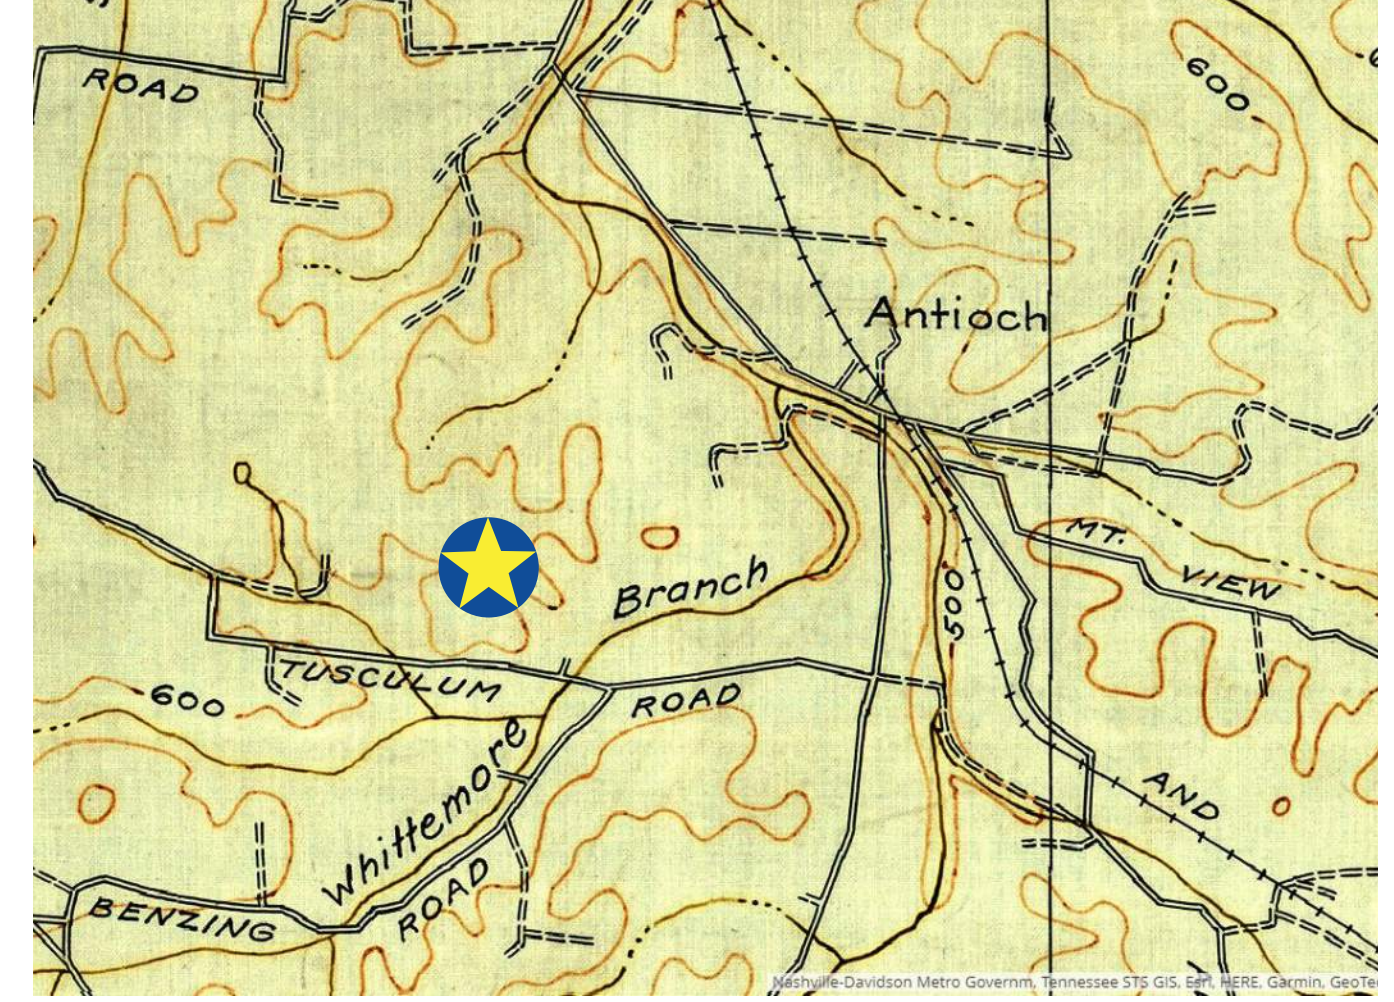 ROAD
600
Antioch
MT.
VIEW
Branch
500
TUSCULUM
ROAD
600
Whittemore
AND
BENZING
ROAD
Nashville-Davidson Metro Governm, Tennessee STS GIS, Esri, HERE, Garmin, GeoTe